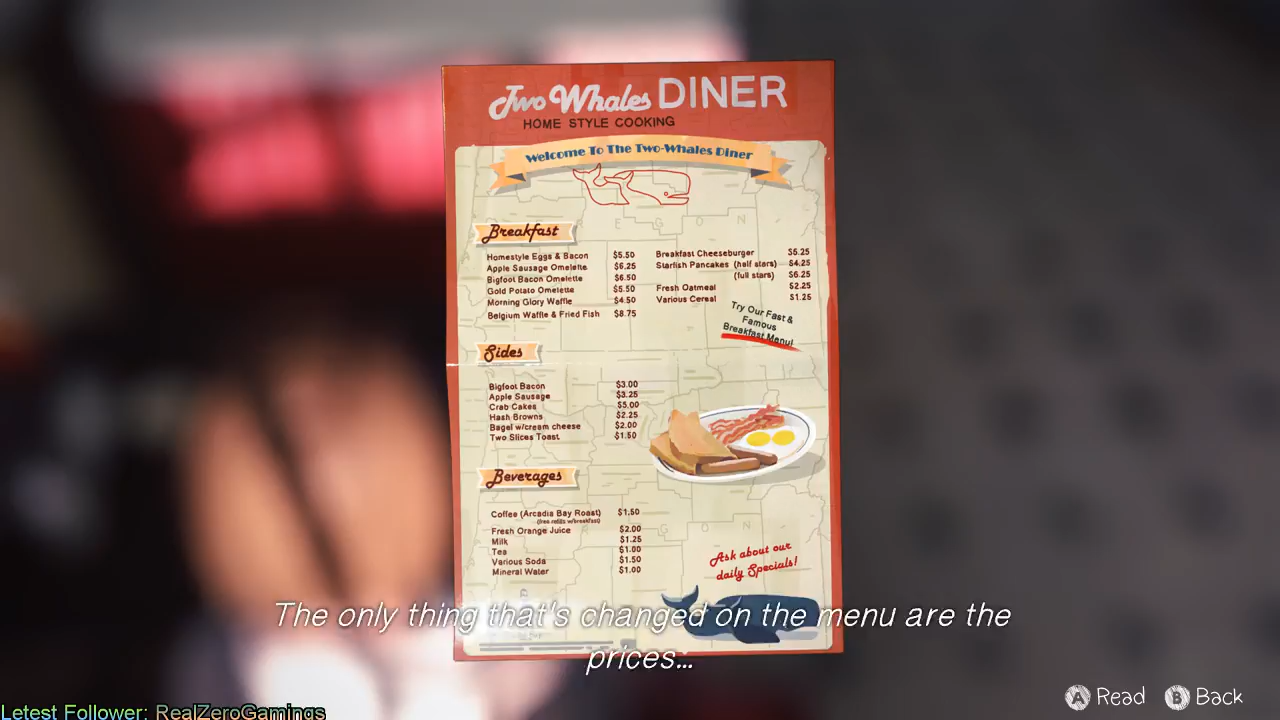 Two Whales DINER
HOME STYLE COOKING
Welcome To The Two-Whales Diner
E G O N
Breakfast
Homestyle Eggs & Bacon $5.50
Apple Sausage Omelette $6.25
Bigfoot Bacon Omelette $6.50
Gold Potato Omelette $5.50
Morning Glory Waffle $4.50
Belgium Waffle & Fried Fish $8.75
Breakfast Cheeseburger $5.25
Starfish Pancakes (half stars) $4.25
(full stars) $6.25
Fresh Oatmeal $2.25
Various Cereal $1.25
Try Our Fast &
Famous
Breakfast Menu!
Sides
Bigfoot Bacon $3.00
Apple Sausage $3.25
Crab Cakes $5.00
Hash Browns $2.25
Bagel w/cream cheese $2.00
Two Slices Toast $1.50
Beverages
Coffee (Arcadia Bay Roast) $1.50
(free refills w/breakfast)
Fresh Orange Juice $2.00
Milk $1.25
Tea $1.00
Various Soda $1.50
Mineral Water $1.00
G O N
Ask about our
daily Specials!
The only thing that's changed on the menu are the
prices...
A Read B Back
Letest Follower: RealZeroGamings